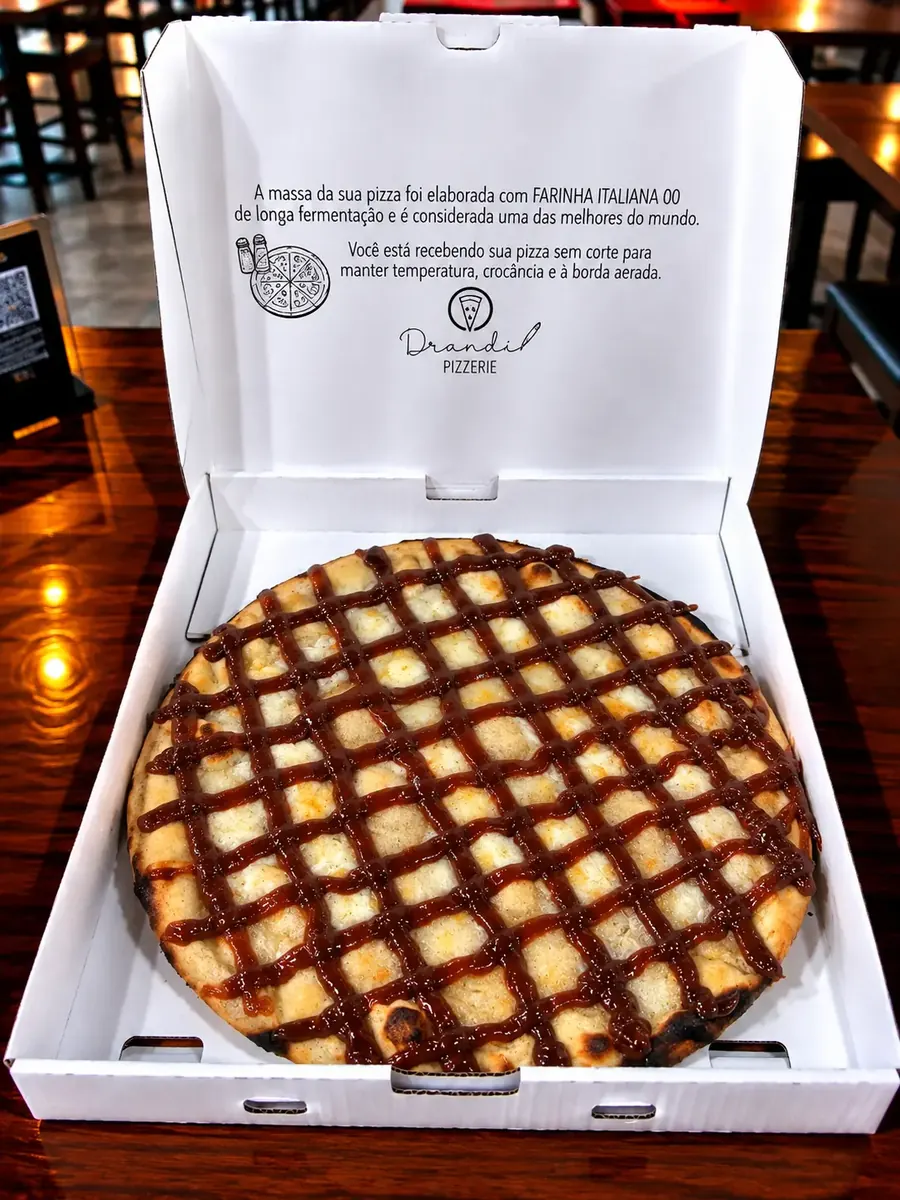 A massa da sua pizza foi elaborada com FARINHA ITALIANA 00
de longa fermentação e é considerada uma das melhores do mundo.
Você está recebendo sua pizza sem corte para
manter temperatura, crocância e à borda aerada.
Drandil
PIZZERIE